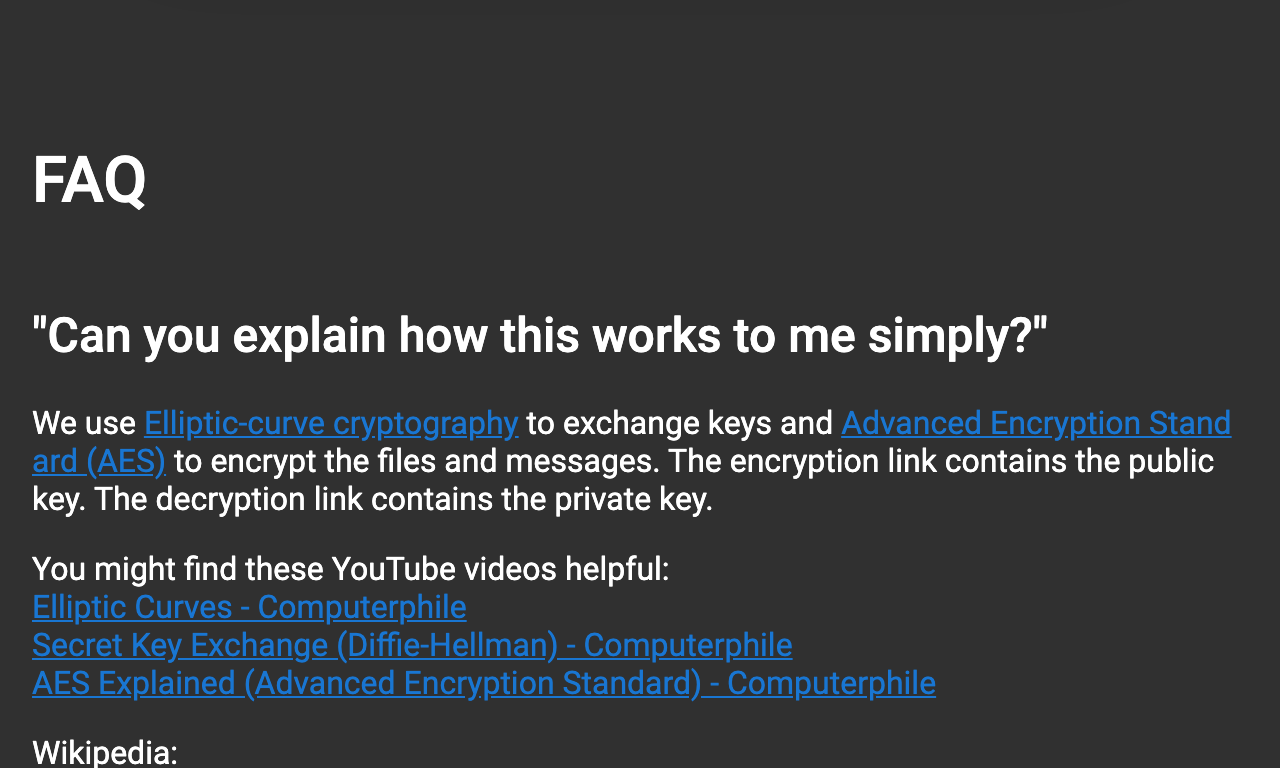 FAQ
"Can you explain how this works to me simply?"
We use Elliptic-curve cryptography to exchange keys and Advanced Encryption Stand
ard (AES) to encrypt the files and messages. The encryption link contains the public
key. The decryption link contains the private key.
You might find these YouTube videos helpful:
Elliptic Curves - Computerphile
Secret Key Exchange (Diffie-Hellman) - Computerphile
AES Explained (Advanced Encryption Standard) - Computerphile
Wikipedia: